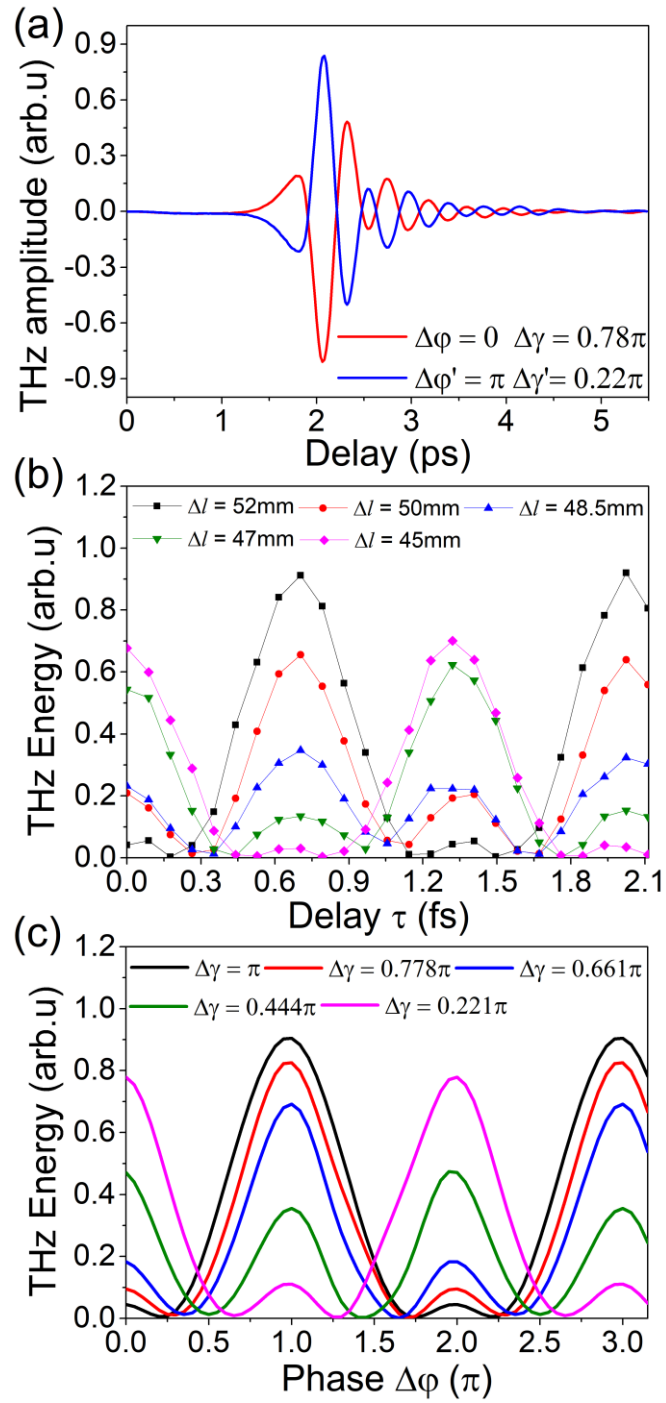 (a)
THz amplitude (arb.u)
0.9
0.6
0.3
0.0
-0.3
-0.6
-0.9
Δφ = 0 Δγ = 0.78π
Δφ' = π Δγ' = 0.22π
0 1 2 3 4 5
Delay (ps)
(b)
THz Energy (arb.u)
1.2
1.0
0.8
0.6
0.4
0.2
0.0
Δl = 52mm Δl = 50mm Δl = 48.5mm
Δl = 47mm Δl = 45mm
0.0 0.3 0.6 0.9 1.2 1.5 1.8 2.1
Delay τ (fs)
(c)
THz Energy (arb.u)
1.2
1.0
0.8
0.6
0.4
0.2
0.0
Δγ = π Δγ = 0.778π Δγ = 0.661π
Δγ = 0.444π Δγ = 0.221π
0.0 0.5 1.0 1.5 2.0 2.5 3.0
Phase Δφ (π)